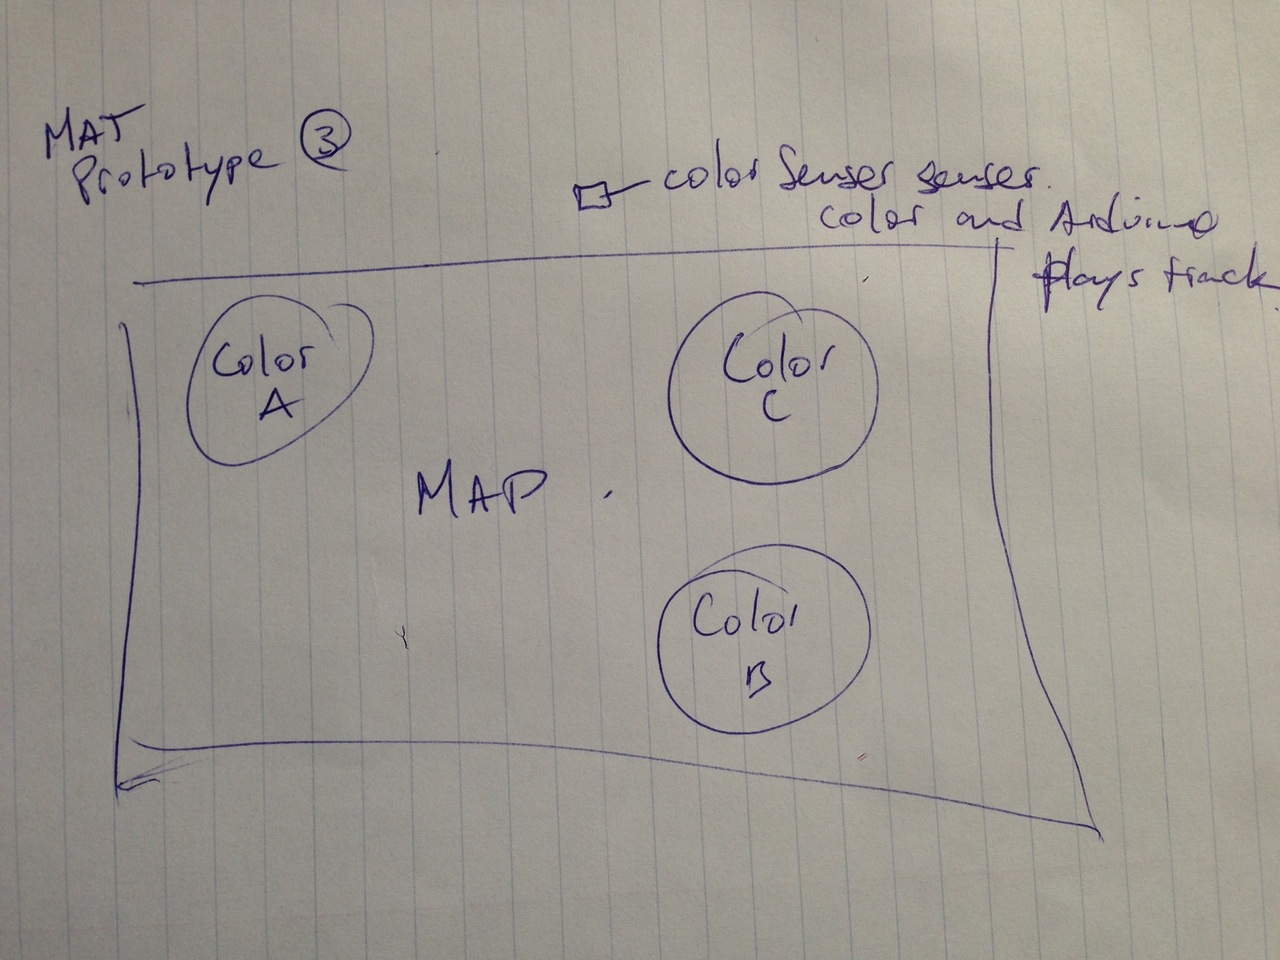 MAT
Prototype 3
color Senser senses
color and Arduino
plays track
Color
A
Color
C
MAP
Color
B